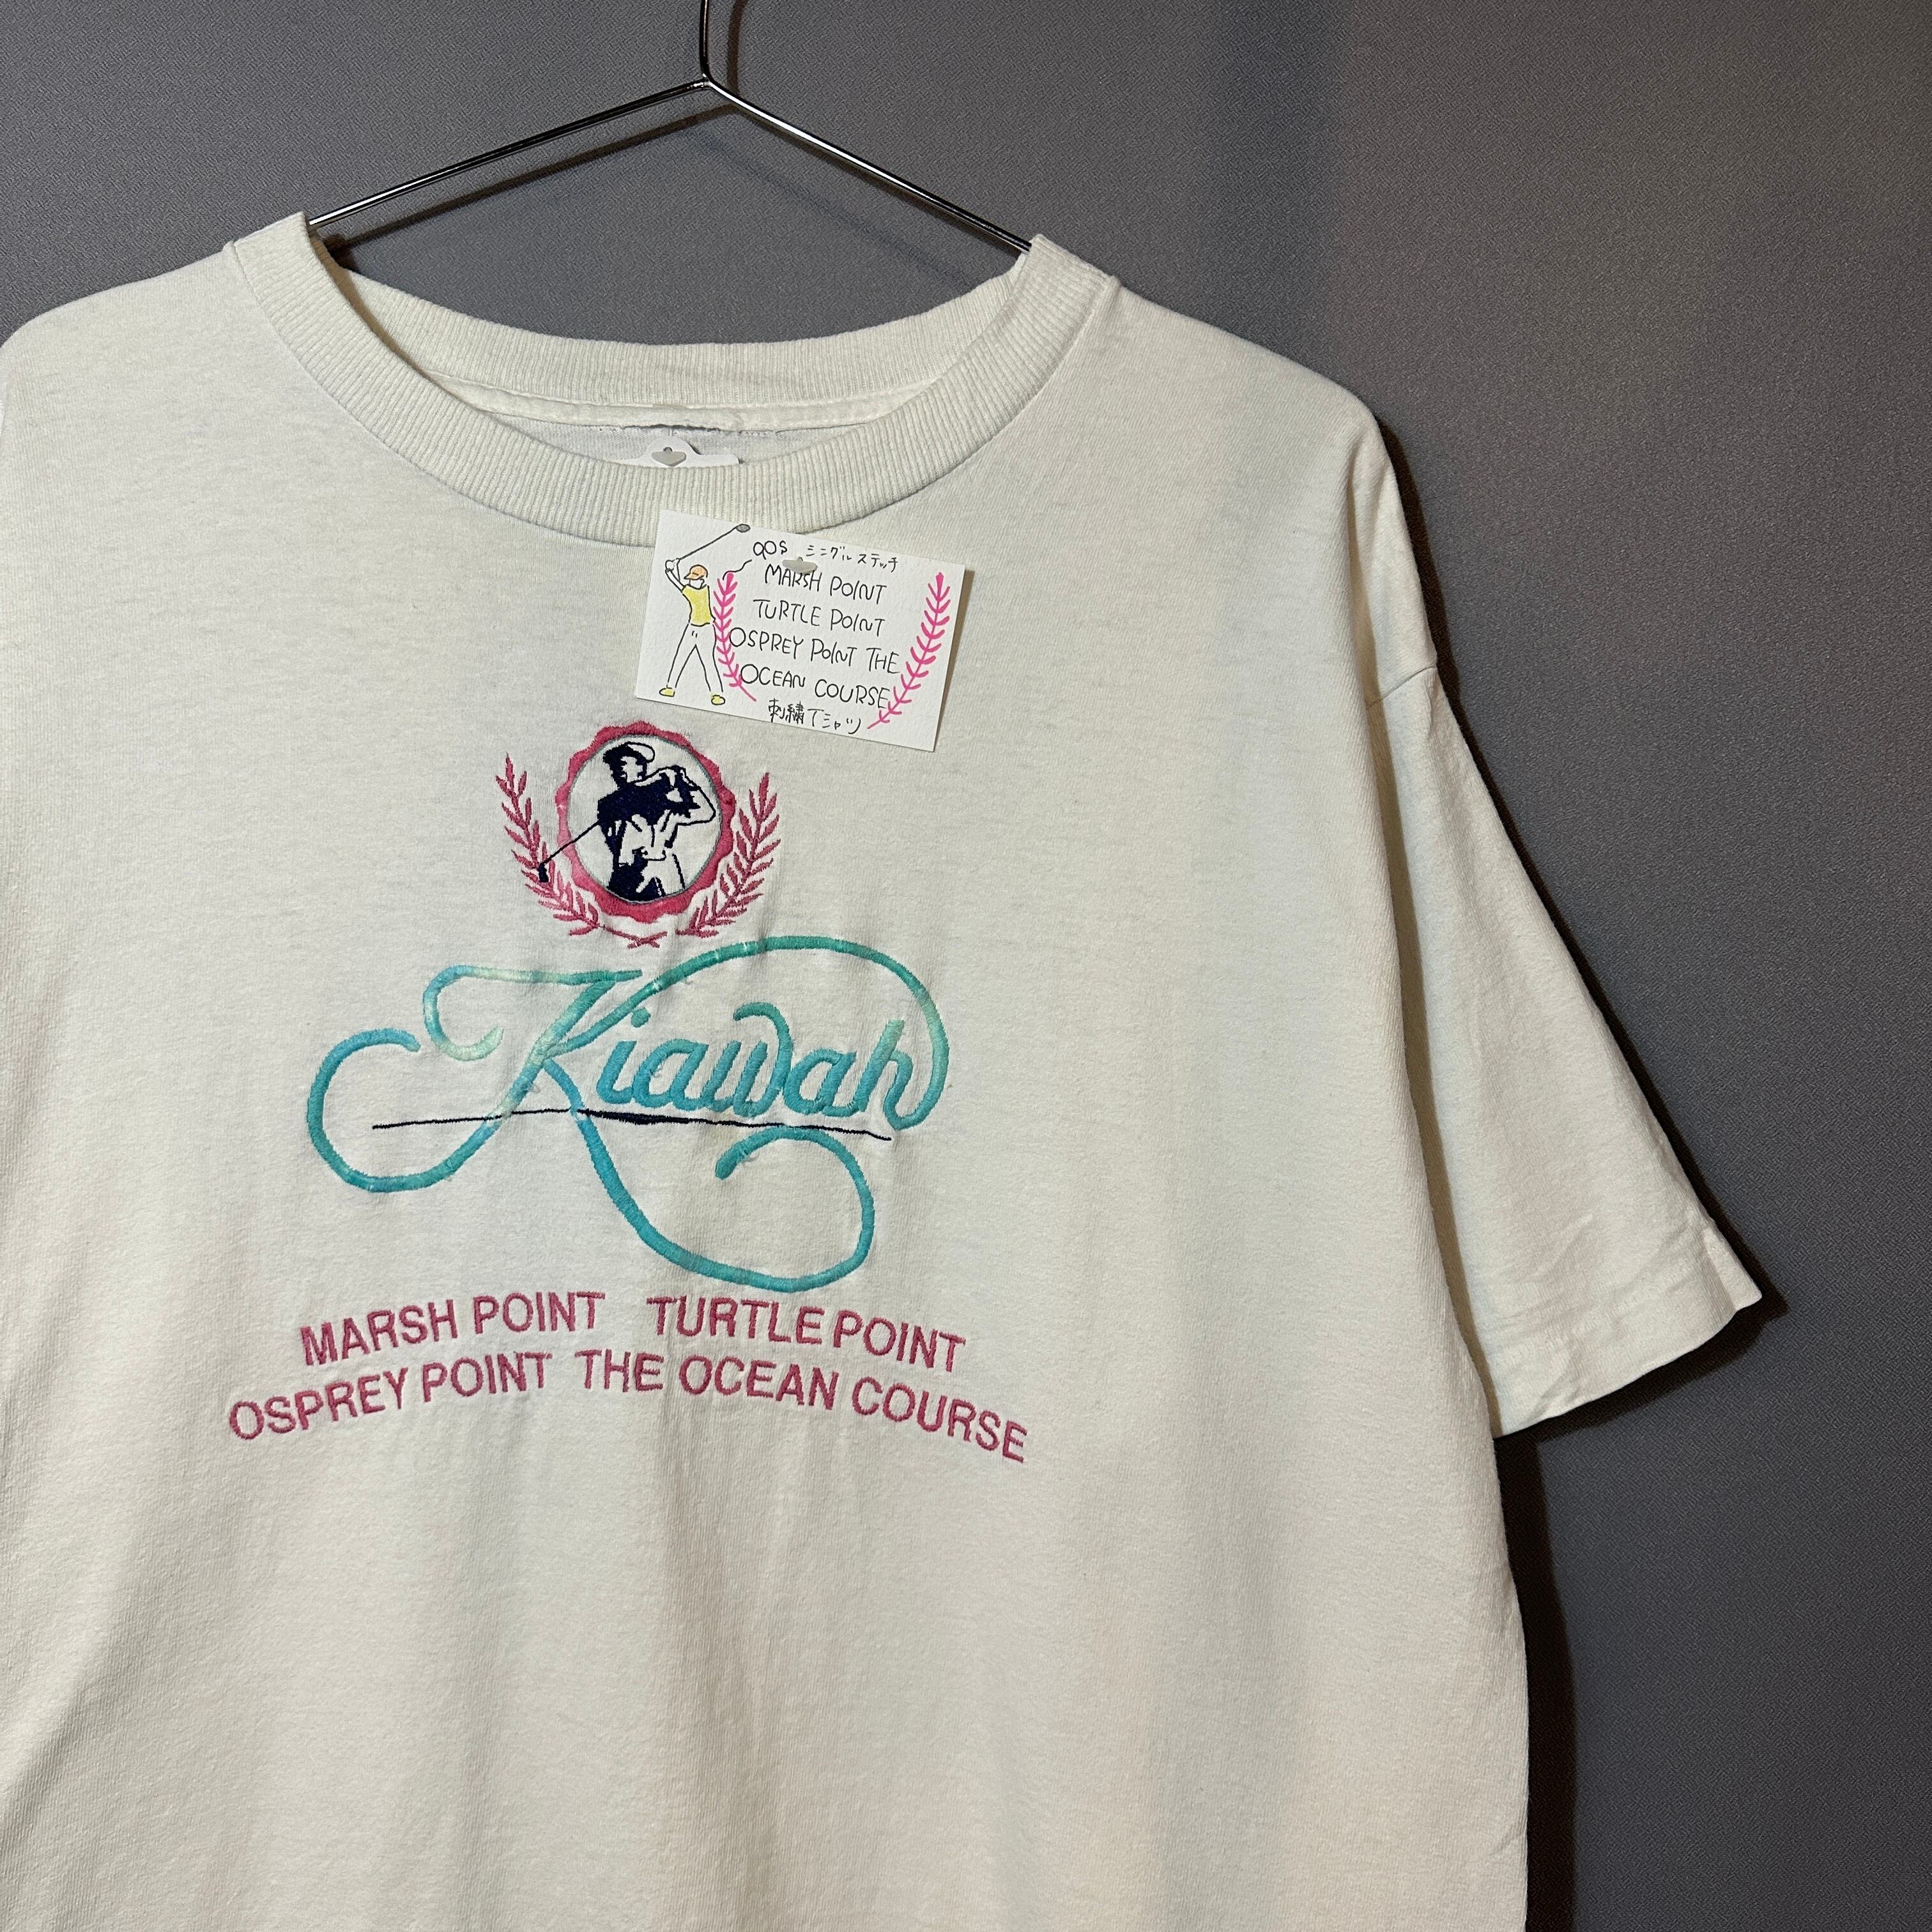 90s シングルステッチ
MARSH POINT
TURTLE POINT
OSPREY POINT THE
OCEAN COURSE
刺繍Tシャツ
Kiawah
MARSH POINT TURTLE POINT
OSPREY POINT THE OCEAN COURSE